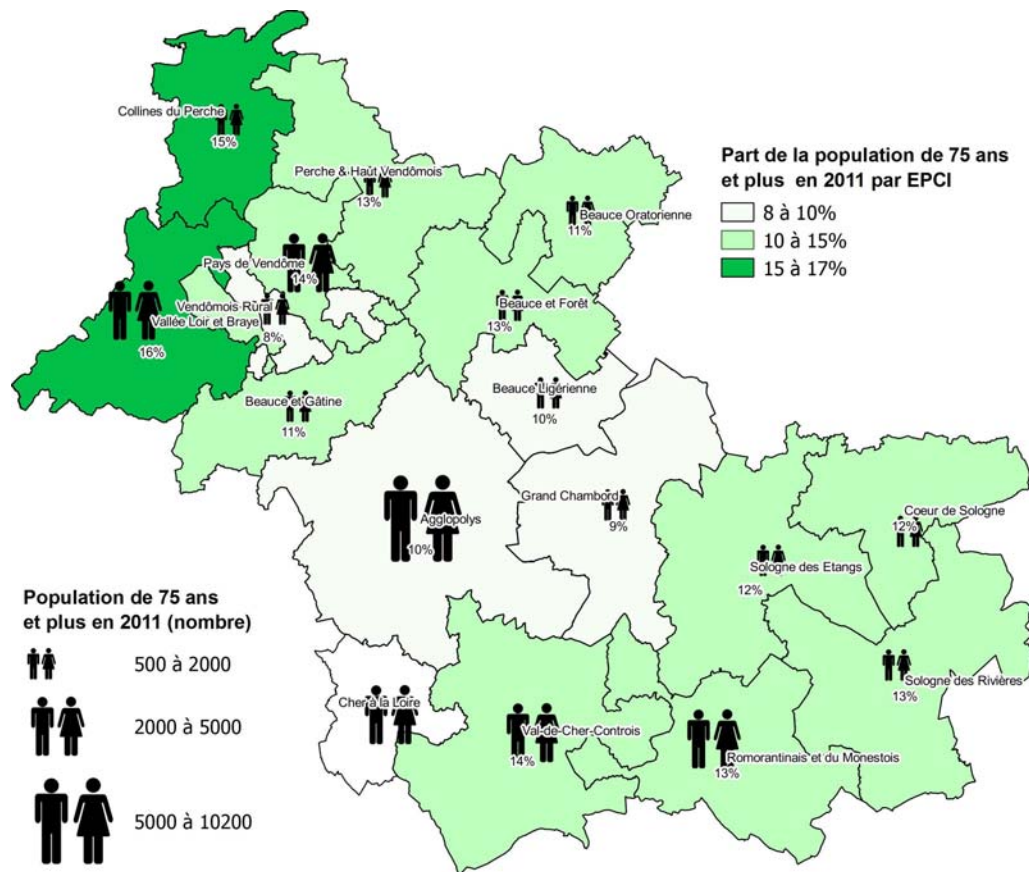 Collines du Perche
15%
Perche & Haut Vendômois
13%
Part de la population de 75 ans
et plus en 2011 par EPCI
8 à 10%
10 à 15%
15 à 17%
Beauce Oratorienne
11%
Pays de Vendôme
14%
Vendômois Rural
Vallée Loir et Braye
8%
16%
Beauce et Forêt
13%
Beauce Ligérienne
10%
Beauce et Gâtine
11%
Agglopolys
10%
Grand Chambord
9%
Coeur de Sologne
12%
Sologne des Etangs
12%
Sologne des Rivières
13%
Population de 75 ans
et plus en 2011 (nombre)
500 à 2000
2000 à 5000
5000 à 10200
Cher à la Loire
Val-de-Cher-Controis
14%
Romorantinais et du Monestois
13%